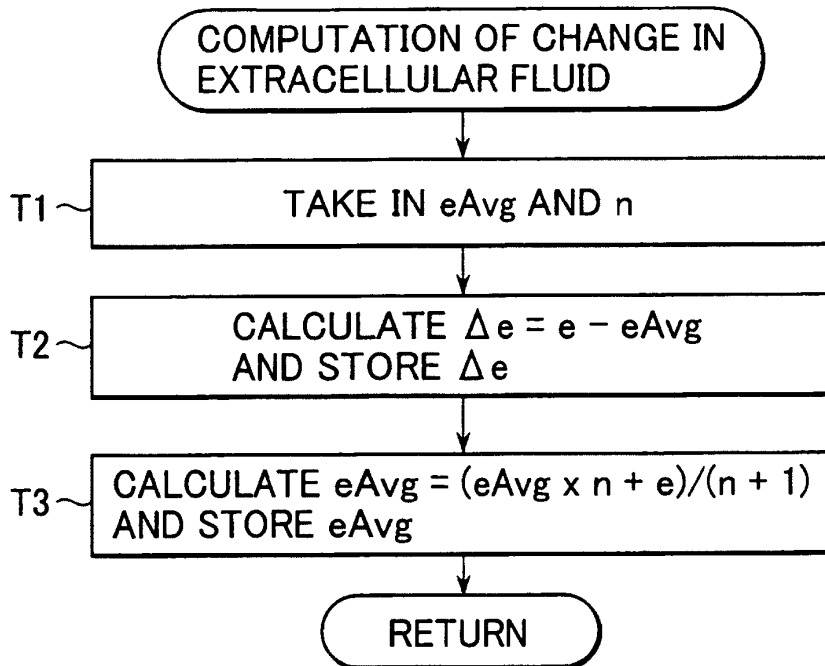 COMPUTATION OF CHANGE IN
EXTRACELLULAR FLUID
T1
TAKE IN eAvg AND n
T2
CALCULATE Δe = e − eAvg
AND STORE Δe
T3
CALCULATE eAvg = (eAvg x n + e)/(n + 1)
AND STORE eAvg
RETURN